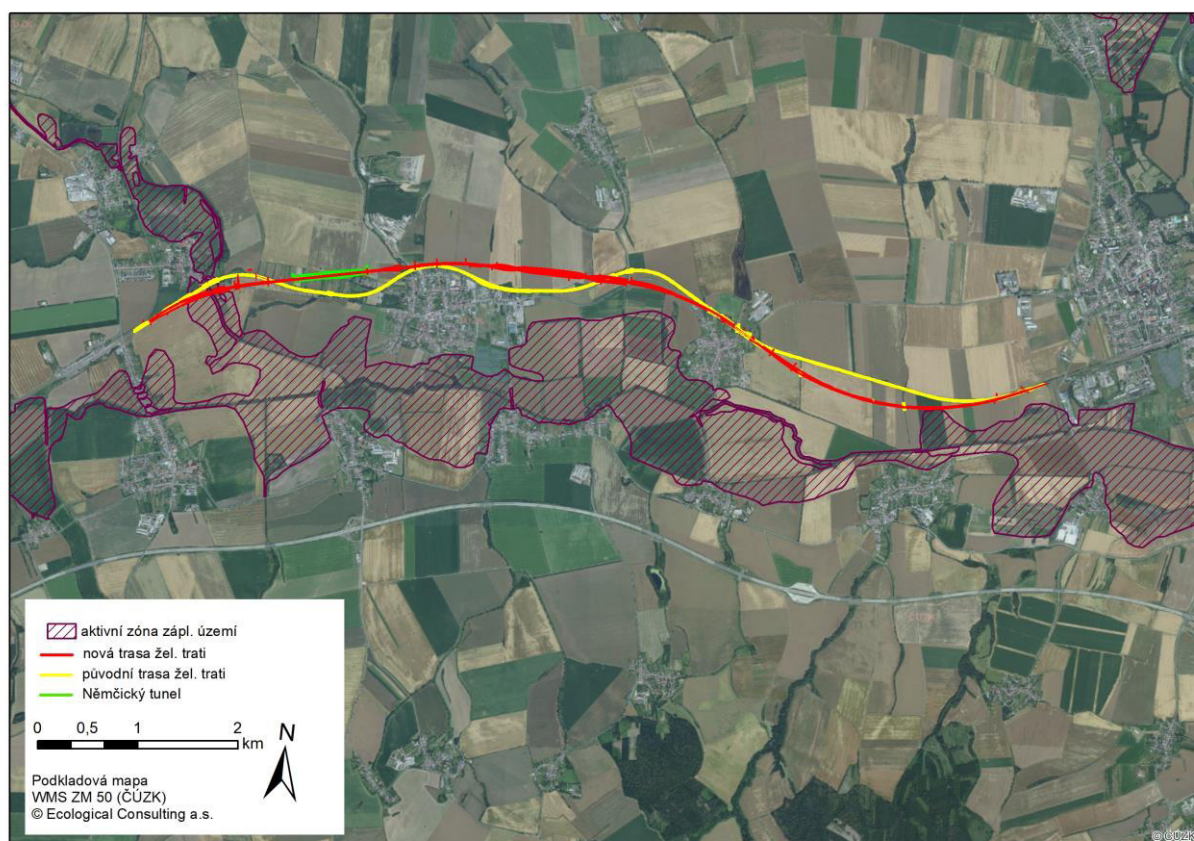 aktivní zóna zápl. území
nová trasa žel. trati
původní trasa žel. trati
Němčický tunel
0 0,5 1 2
km
N
Podkladová mapa
WMS ZM 50 (ČÚZK)
© Ecological Consulting a.s.
© ČÚZK